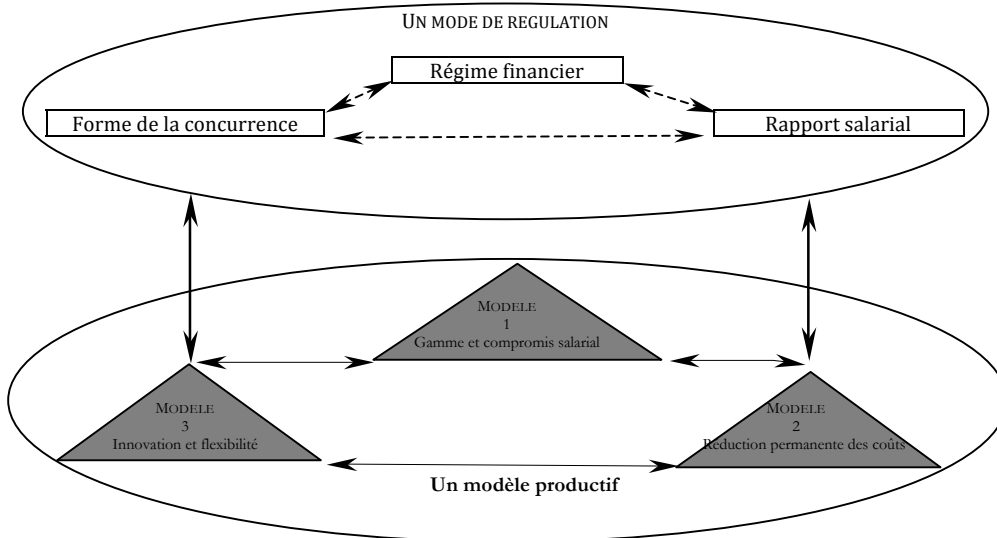 UN MODE DE REGULATION
Régime financier
Forme de la concurrence
Rapport salarial
MODELE
1
Gamme et compromis salarial
MODELE
3
Innovation et flexibilité
MODELE
2
Réduction permanente des coûts
Un modèle productif